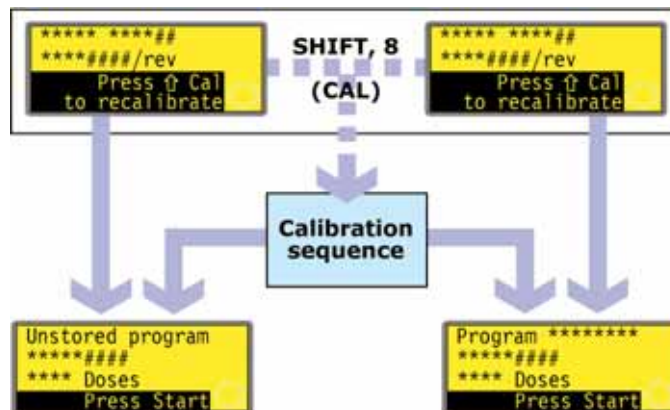 ***** ****##
****####/rev
Press ⇧ Cal
to recalibrate
SHIFT, 8
(CAL)
***** ****##
****####/rev
Press ⇧ Cal
to recalibrate
Calibration
sequence
Unstored program
*****####
**** Doses
Press Start
Program ********
*****####
**** Doses
Press Start